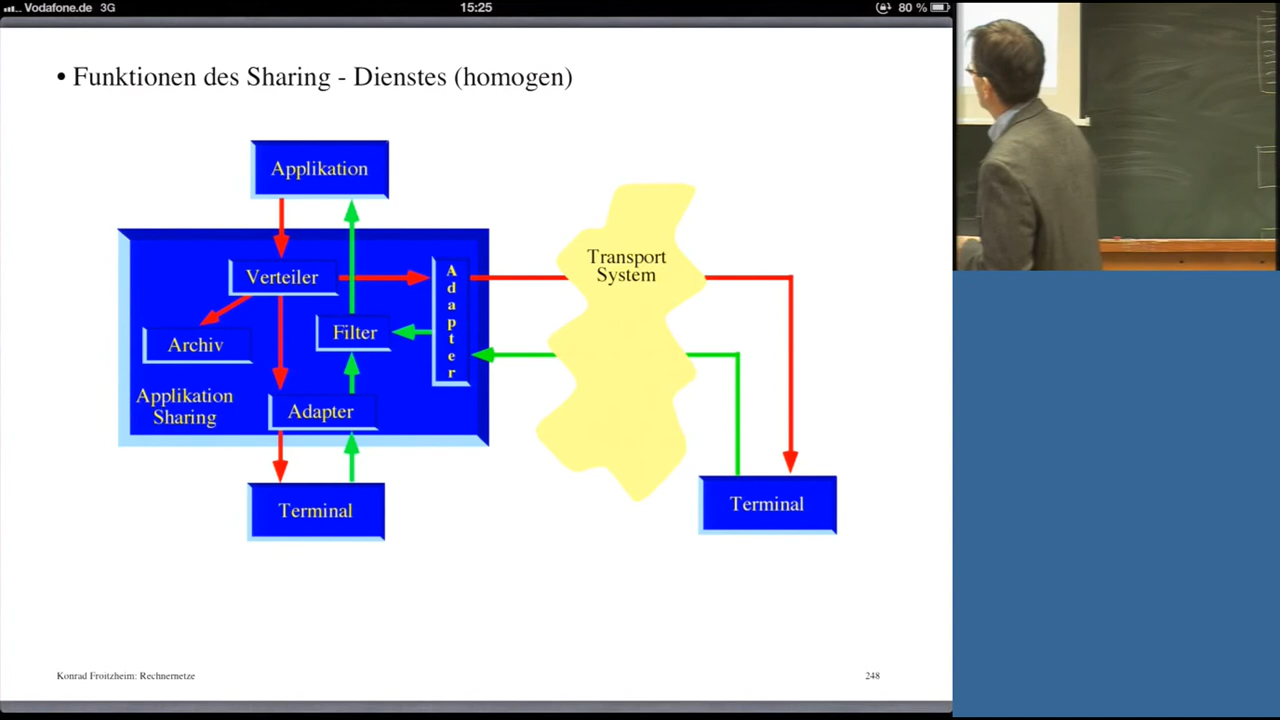 Vodafone.de 3G
15:25
80 %
• Funktionen des Sharing - Dienstes (homogen)
Applikation
Verteiler
Adapter
Transport
System
Filter
Archiv
Applikation
Sharing
Adapter
Terminal
Terminal
Konrad Froitzheim: Rechnernetze
248